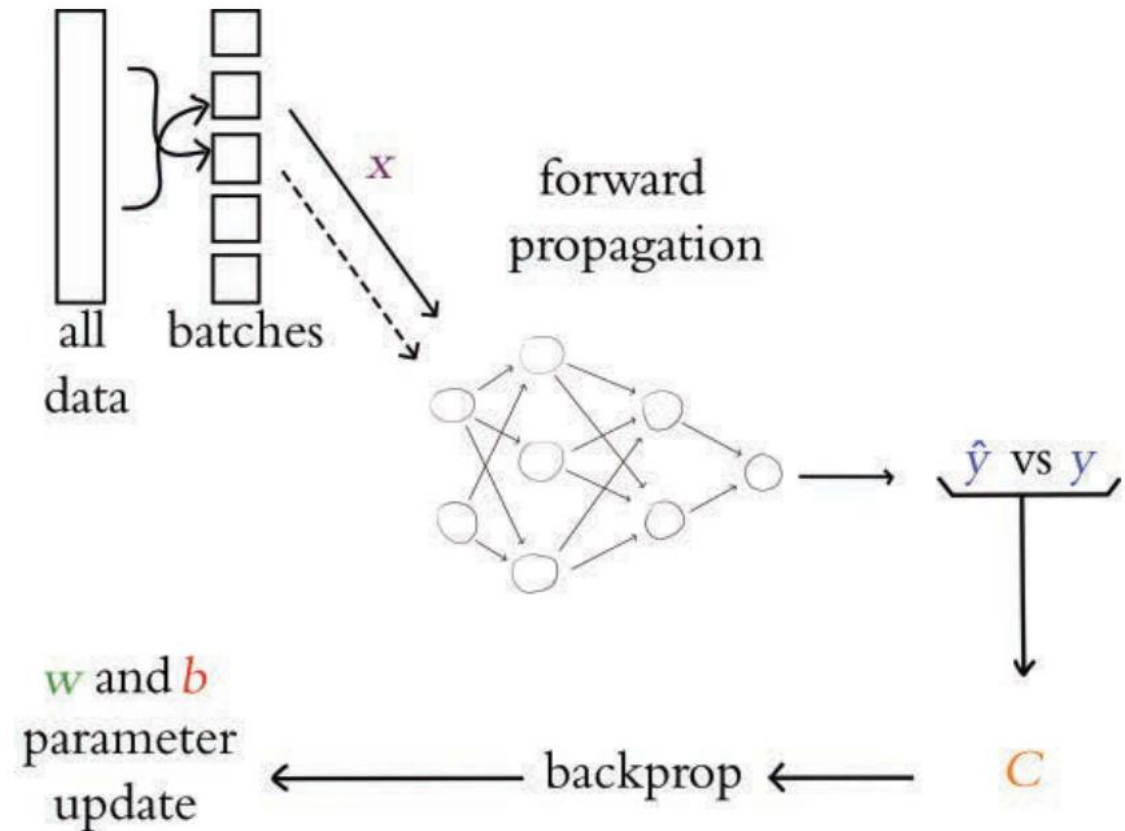 x
forward
propagation
all
data
batches
ŷ vs y
w and b
parameter
update
backprop
C